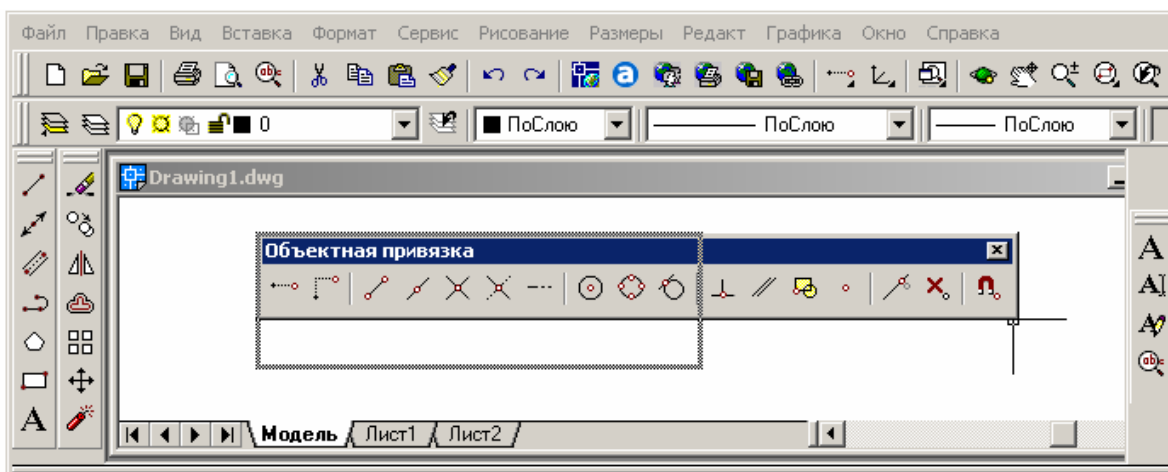 Файл Правка Вид Вставка Формат Сервис Рисование Размеры Редакт Графика Окно Справка
0 ПоСлою ПоСлою ПоСлою
Drawing1.dwg
Объектная привязка
A
A
A
Модель Лист1 Лист2